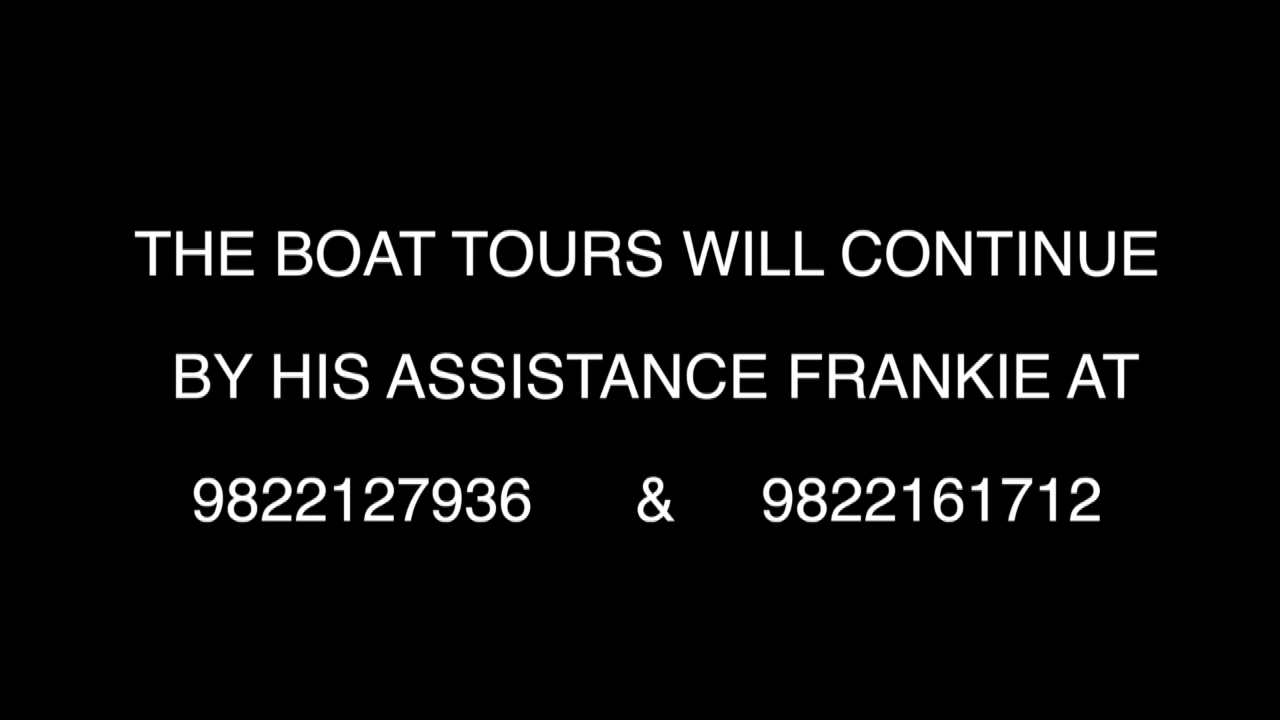 THE BOAT TOURS WILL CONTINUE
BY HIS ASSISTANCE FRANKIE AT
9822127936 & 9822161712